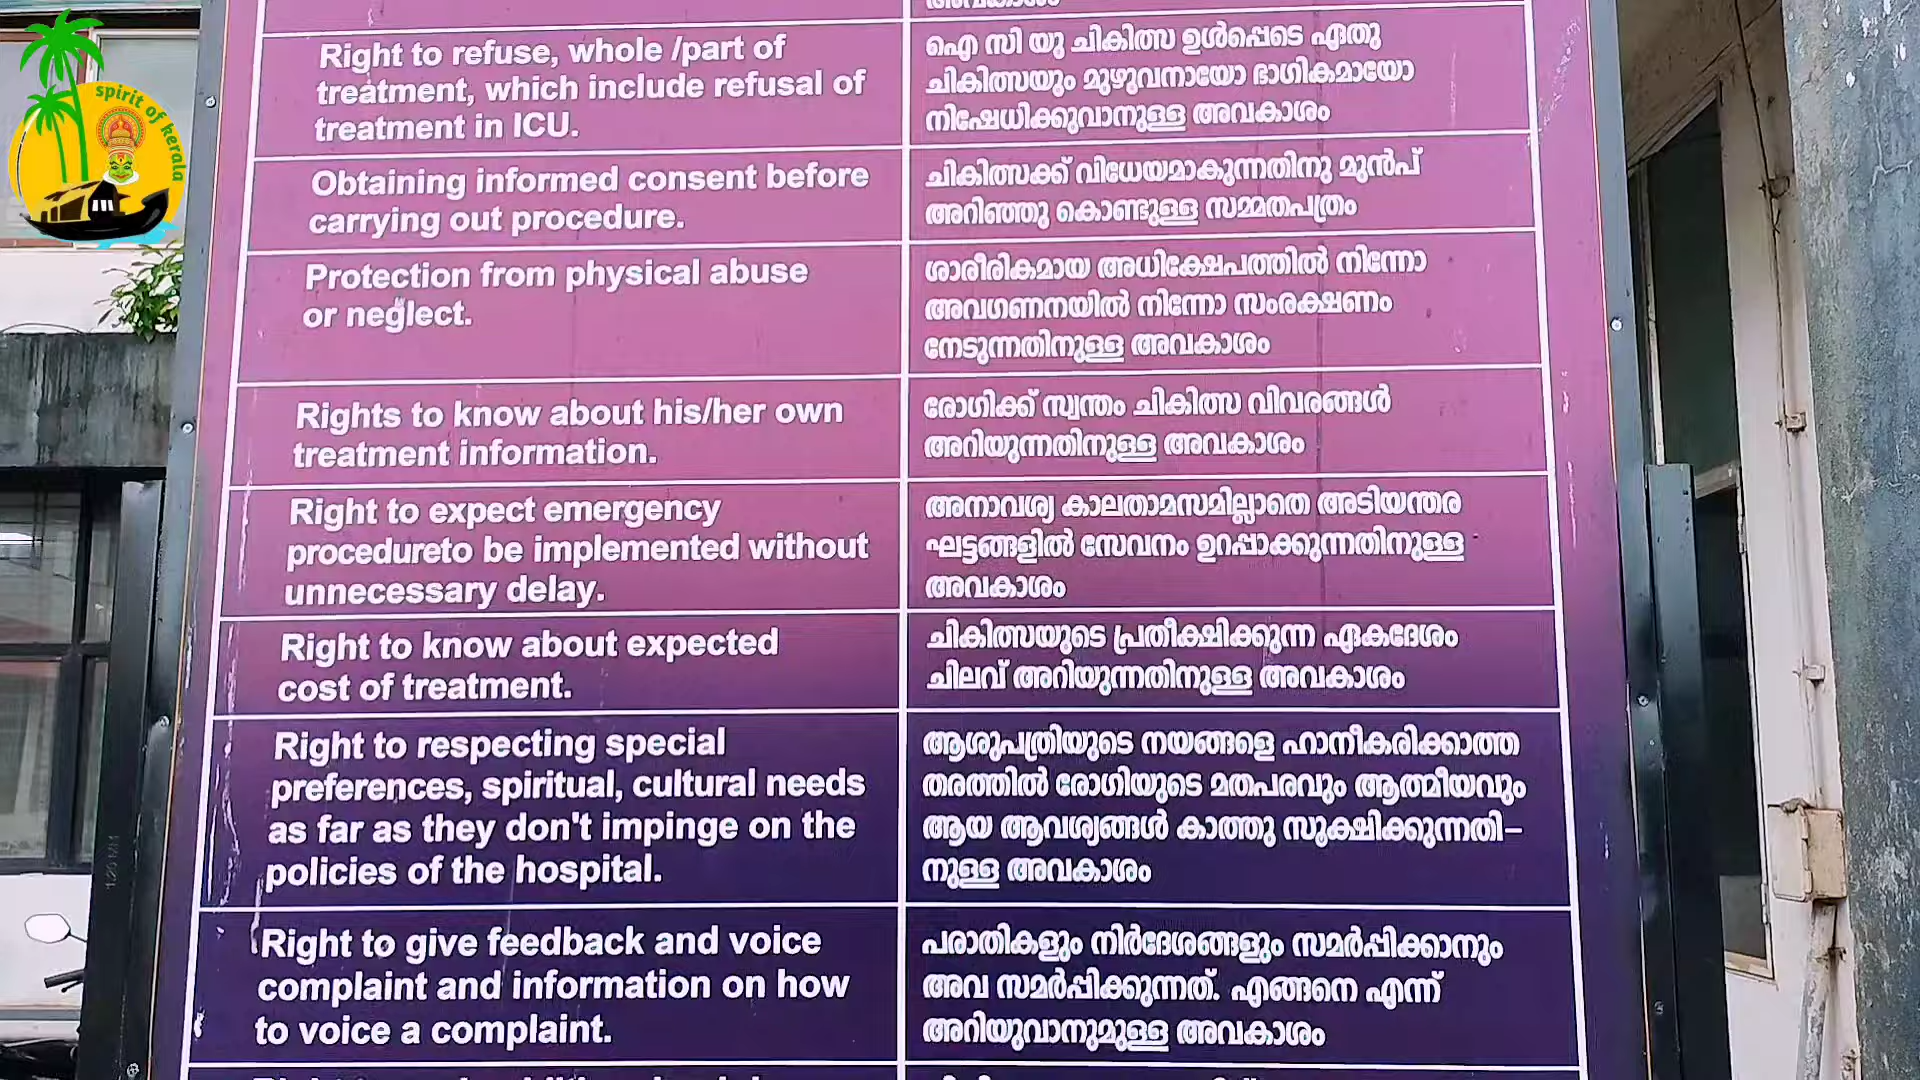 spirit of kerala
അവകാശം
Right to refuse, whole /part of
treatment, which include refusal of
treatment in ICU.
ഐ സി യു ചികിത്സ ഉൾപ്പെടെ ഏതു
ചികിത്സയും മുഴുവനായോ ഭാഗികമായോ
നിഷേധിക്കുവാനുള്ള അവകാശം
Obtaining informed consent before
carrying out procedure.
ചികിത്സക്ക് വിധേയമാകുന്നതിനു മുൻപ്
അറിഞ്ഞു കൊണ്ടുള്ള സമ്മതപത്രം
Protection from physical abuse
or neglect.
ശാരീരികമായ അധിക്ഷേപത്തിൽ നിന്നോ
അവഗണനയിൽ നിന്നോ സംരക്ഷണം
നേടുന്നതിനുള്ള അവകാശം
Rights to know about his/her own
treatment information.
രോഗിക്ക് സ്വന്തം ചികിത്സ വിവരങ്ങൾ
അറിയുന്നതിനുള്ള അവകാശം
Right to expect emergency
procedureto be implemented without
unnecessary delay.
അനാവശ്യ കാലതാമസമില്ലാതെ അടിയന്തര
ഘട്ടങ്ങളിൽ സേവനം ഉറപ്പാക്കുന്നതിനുള്ള
അവകാശം
Right to know about expected
cost of treatment.
ചികിത്സയുടെ പ്രതീക്ഷിക്കുന്ന ഏകദേശം
ചിലവ് അറിയുന്നതിനുള്ള അവകാശം
Right to respecting special
preferences, spiritual, cultural needs
as far as they don't impinge on the
policies of the hospital.
ആശുപത്രിയുടെ നയങ്ങളെ ഹാനീകരിക്കാത്ത
തരത്തിൽ രോഗിയുടെ മതപരവും ആത്മീയവും
ആയ ആവശ്യങ്ങൾ കാത്തു സൂക്ഷിക്കുന്നതി–
നുള്ള അവകാശം
Right to give feedback and voice
complaint and information on how
to voice a complaint.
പരാതികളും നിർദേശങ്ങളും സമർപ്പിക്കാനും
അവ സമർപ്പിക്കുന്നത്. എങ്ങനെ എന്ന്
അറിയുവാനുമുള്ള അവകാശം